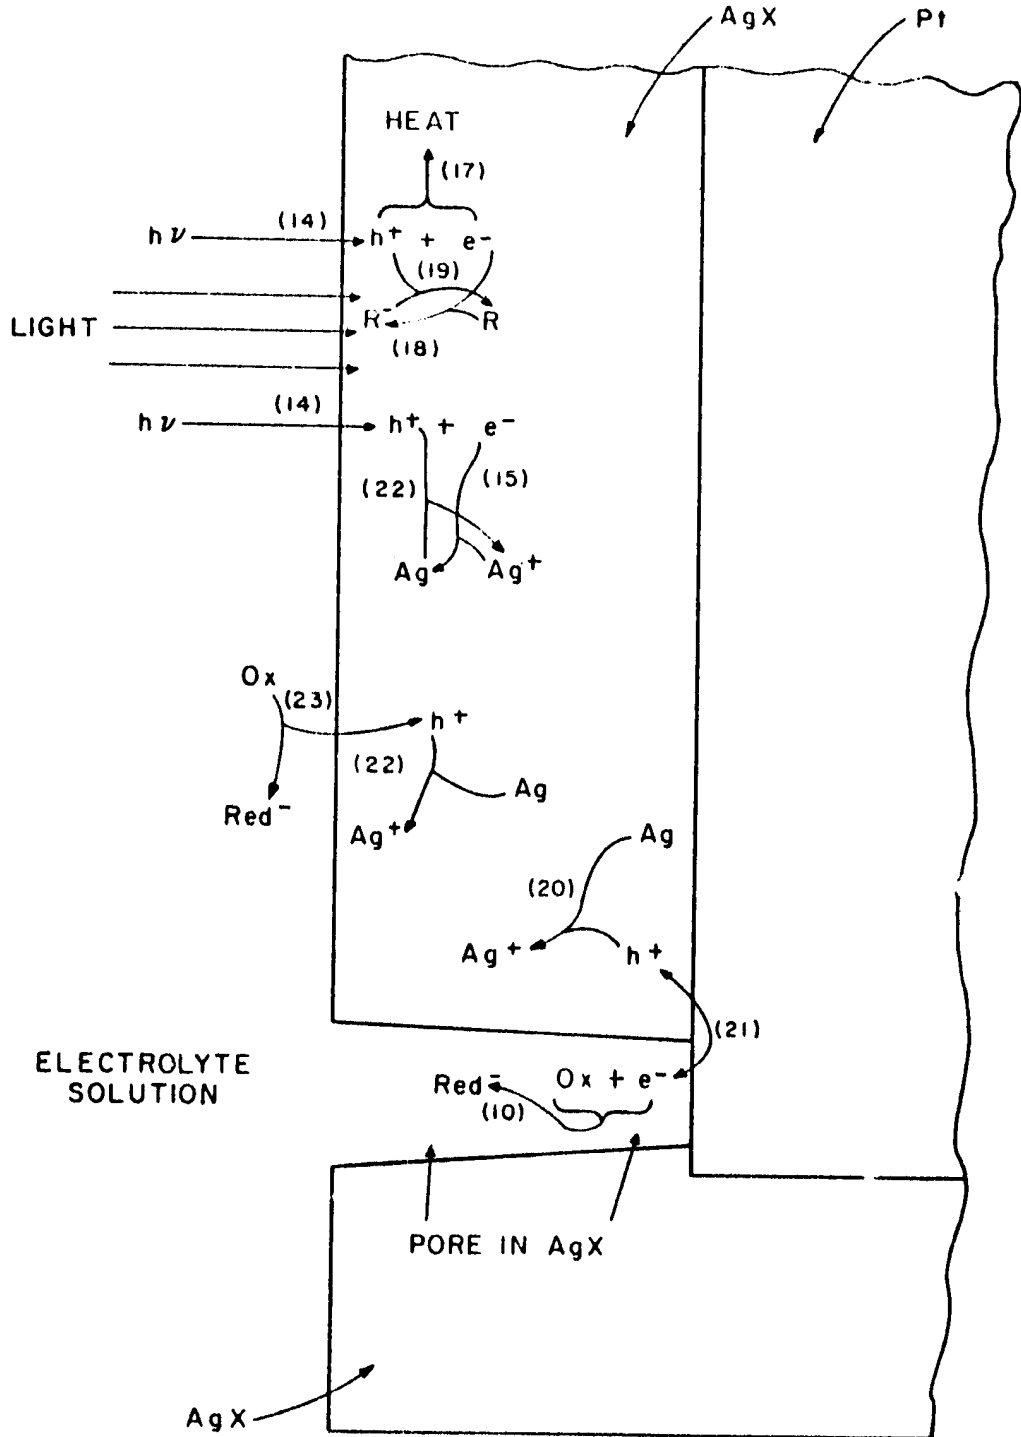 AgX
Pt
HEAT
(17)
hν
(14)
h+ + e-
(19)
R-
R
(18)
LIGHT
hν
(14)
h+ + e-
(22)
(15)
Ag
Ag+
Ox
(23)
h+
(22)
Ag
Red-
Ag+
Ag
(20)
Ag+
h+
(21)
ELECTROLYTE
SOLUTION
Red-
Ox + e-
(10)
PORE IN AgX
AgX